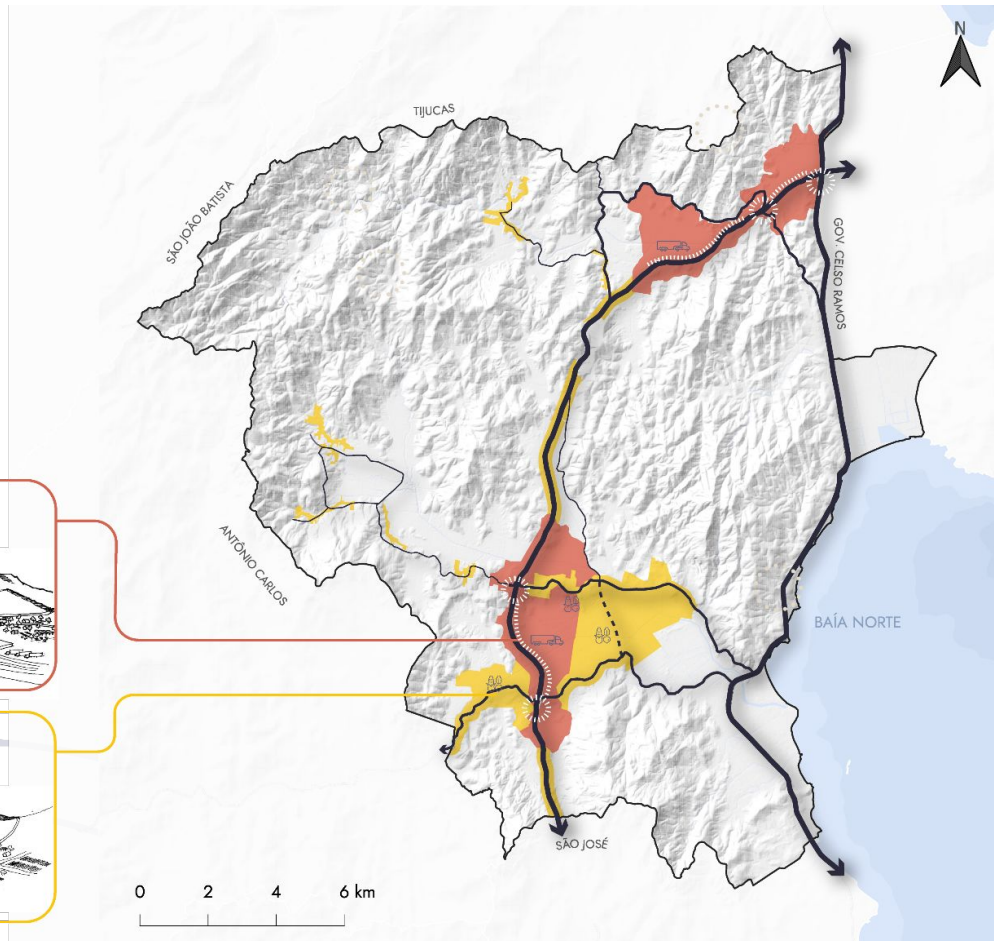 N
TIJUCAS
SÃO JOÃO BATISTA
GOV. CELSO RAMOS
ANTÔNIO CARLOS
BAÍA NORTE
SÃO JOSÉ
0 2 4 6 km